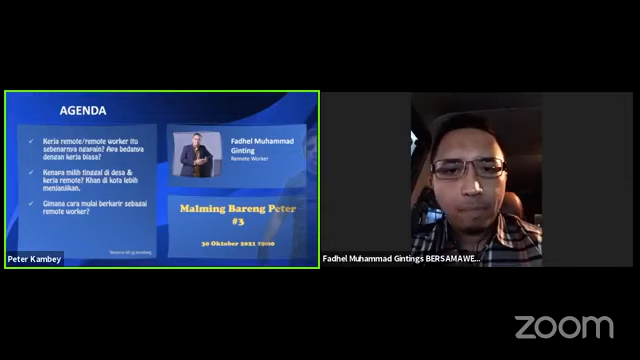 AGENDA
✓ Kerja remote/remote worker itu
sebenarnya ngapain? Apa bedanya
dengan kerja biasa?
✓ Kenapa milih tinggal di desa &
kerja remote? Khan di kota lebih
menjanjikan.
✓ Gimana cara mulai berkarir sebagai
remote worker?
Fadhel Muhammad
Ginting
Remote Worker
Malming Bareng Peter
#3
30 Oktober 2021 19:00
Peter Kambey
Fadhel Muhammad Gintings BERSAMAWE...
zoom